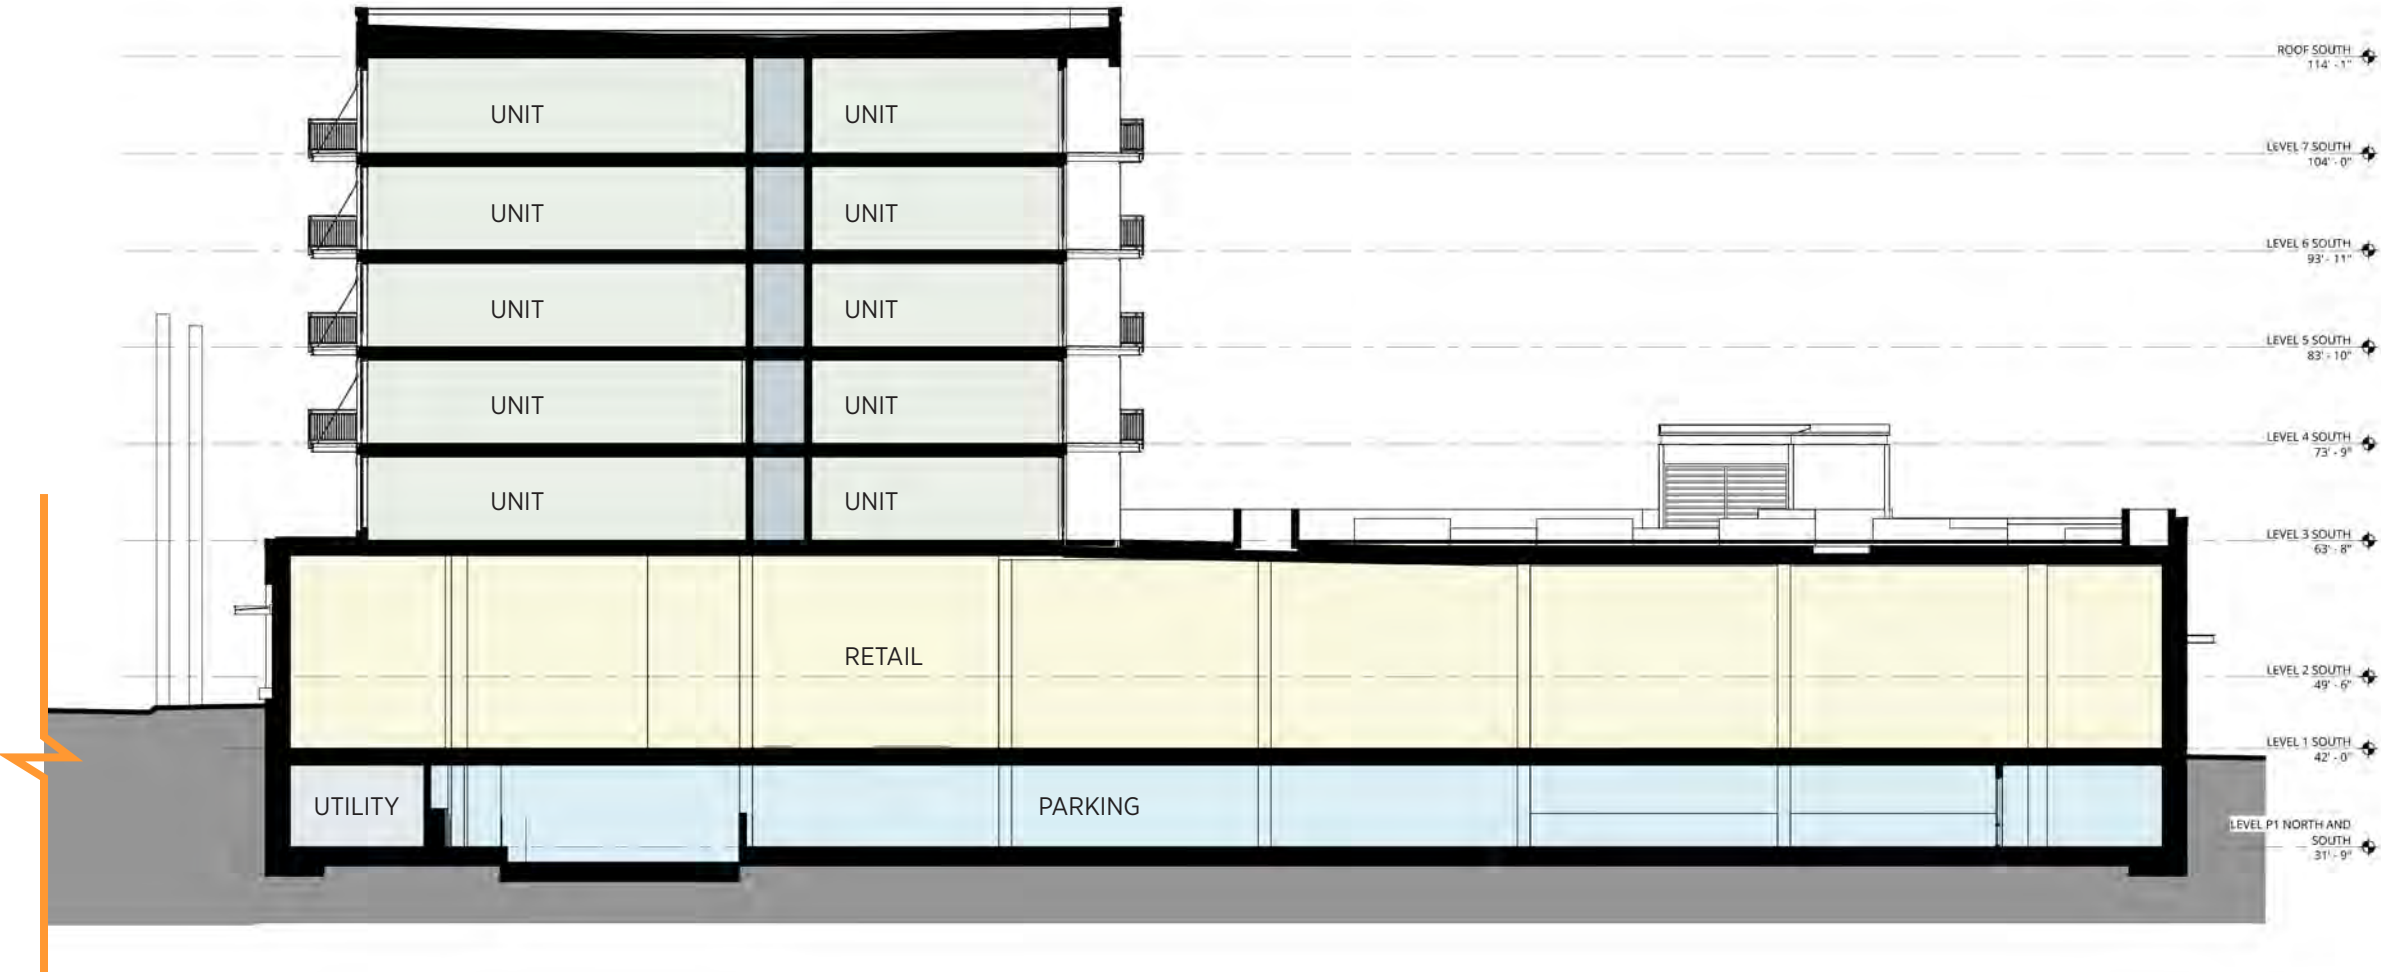 ROOF SOUTH
114' - 1"
UNIT UNIT
LEVEL 7 SOUTH
104' - 0"
UNIT UNIT
LEVEL 6 SOUTH
93' - 11"
UNIT UNIT
LEVEL 5 SOUTH
83' - 10"
UNIT UNIT
LEVEL 4 SOUTH
73' - 9"
UNIT UNIT
LEVEL 3 SOUTH
63' - 8"
RETAIL
LEVEL 2 SOUTH
49' - 6"
LEVEL 1 SOUTH
42' - 0"
UTILITY PARKING
LEVEL P1 NORTH AND
SOUTH
31' - 9"